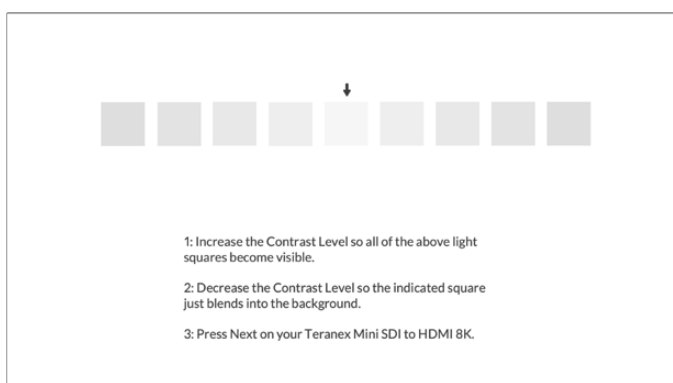 1: Increase the Contrast Level so all of the above light
squares become visible.
2: Decrease the Contrast Level so the indicated square
just blends into the background.
3: Press Next on your Teranex Mini SDI to HDMI 8K.